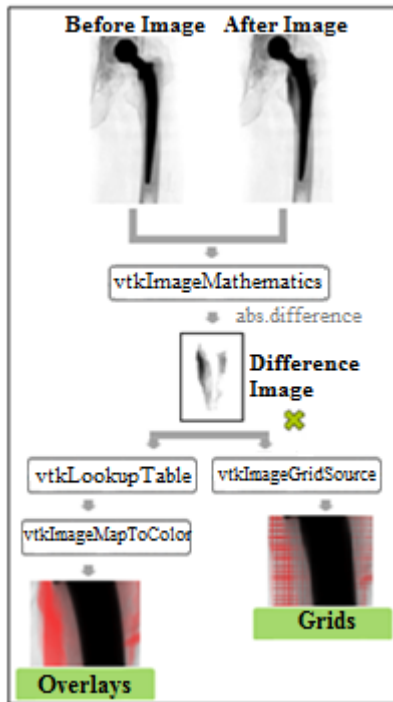 Before Image After Image
vtkImageMathematics
abs.difference
Difference
Image
vtkLookupTable vtkImageGridSource
vtkImageMapToColor
Grids
Overlays